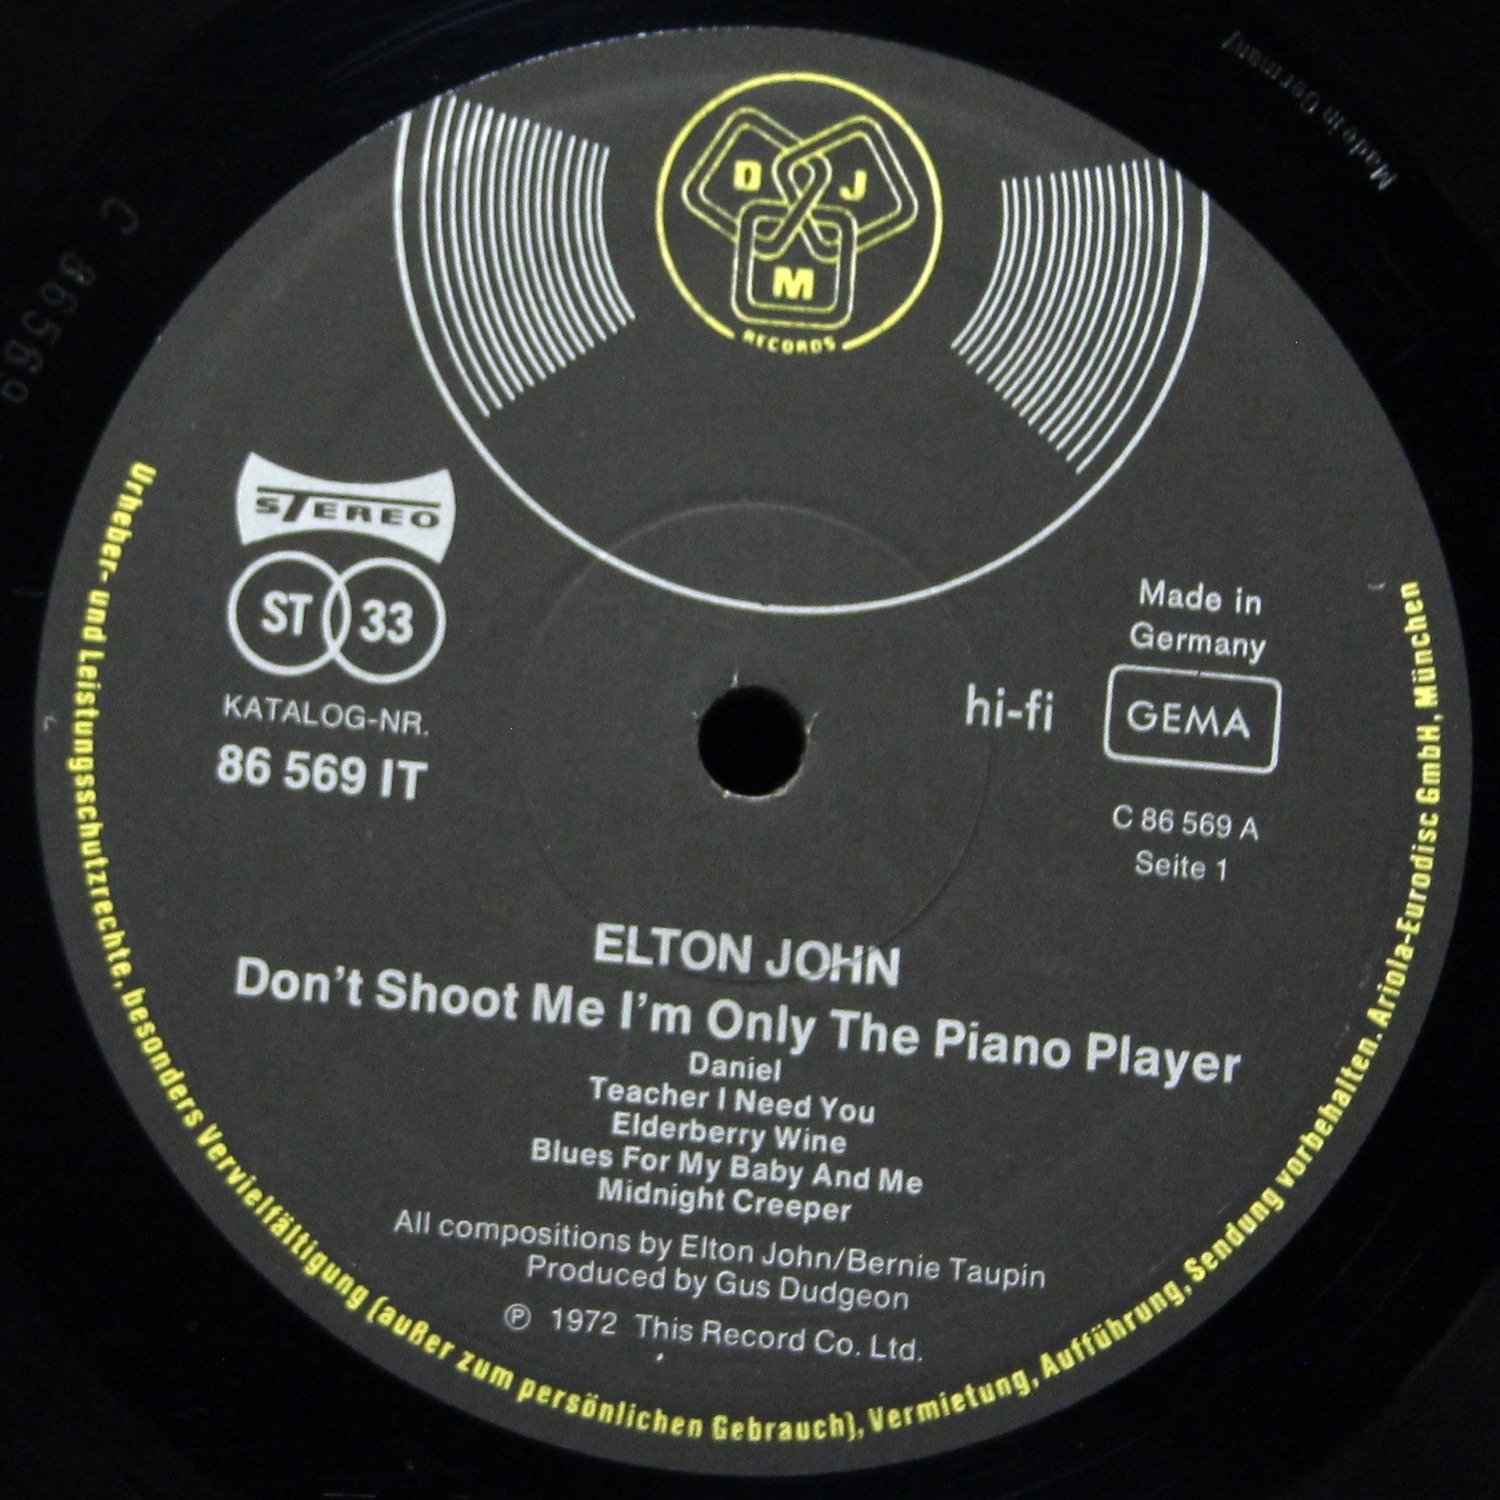 D J
M
RECORDS
Made in Germany
C 86569
STEREO
ST 33
KATALOG-NR.
86 569 IT
Made in
Germany
hi-fi
GEMA
C 86 569 A
Seite 1
ELTON JOHN
Don't Shoot Me I'm Only The Piano Player
Daniel
Teacher I Need You
Elderberry Wine
Blues For My Baby And Me
Midnight Creeper
All compositions by Elton John/Bernie Taupin
Produced by Gus Dudgeon
℗ 1972 This Record Co. Ltd.
Urheber- und Leistungsschutzrechte, besonders Vervielfältigung (außer zum persönlichen Gebrauch), Vermietung, Aufführung, Sendung vorbehalten. Ariola-Eurodisc GmbH, München